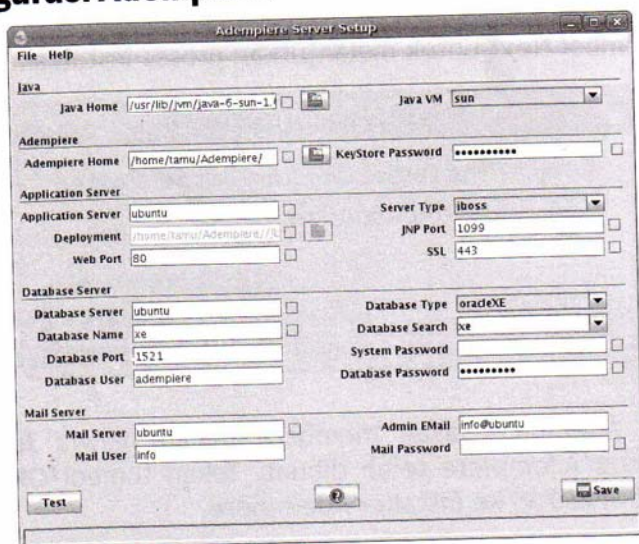 Adempiere Server Setup
File Help
Java
Java Home /usr/lib/jvm/java-6-sun-1. Java VM sun
Adempiere
Adempiere Home /home/tamu/Adempiere/ KeyStore Password ••••••••••
Application Server
Application Server ubuntu Server Type jboss
Deployment /home/tamu/Adempiere// JNP Port 1099
Web Port 80 SSL 443
Database Server
Database Server ubuntu Database Type oracleXE
Database Name xe Database Search xe
Database Port 1521 System Password
Database User adempiere Database Password •••••••••
Mail Server
Mail Server ubuntu Admin EMail info@ubuntu
Mail User info Mail Password
Test Save